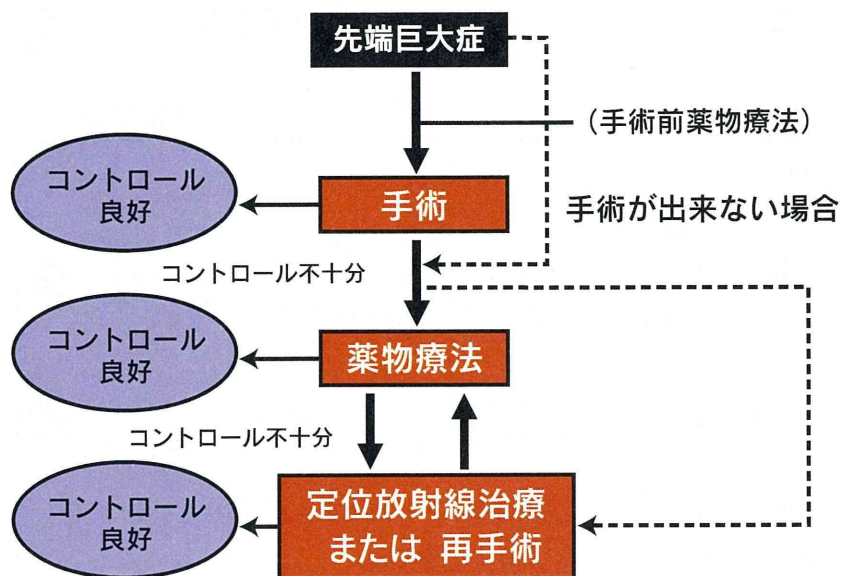 先端巨大症
（手術前薬物療法）
コントロール
良好
手術
手術が出来ない場合
コントロール不十分
コントロール
良好
薬物療法
コントロール不十分
コントロール
良好
定位放射線治療
または 再手術